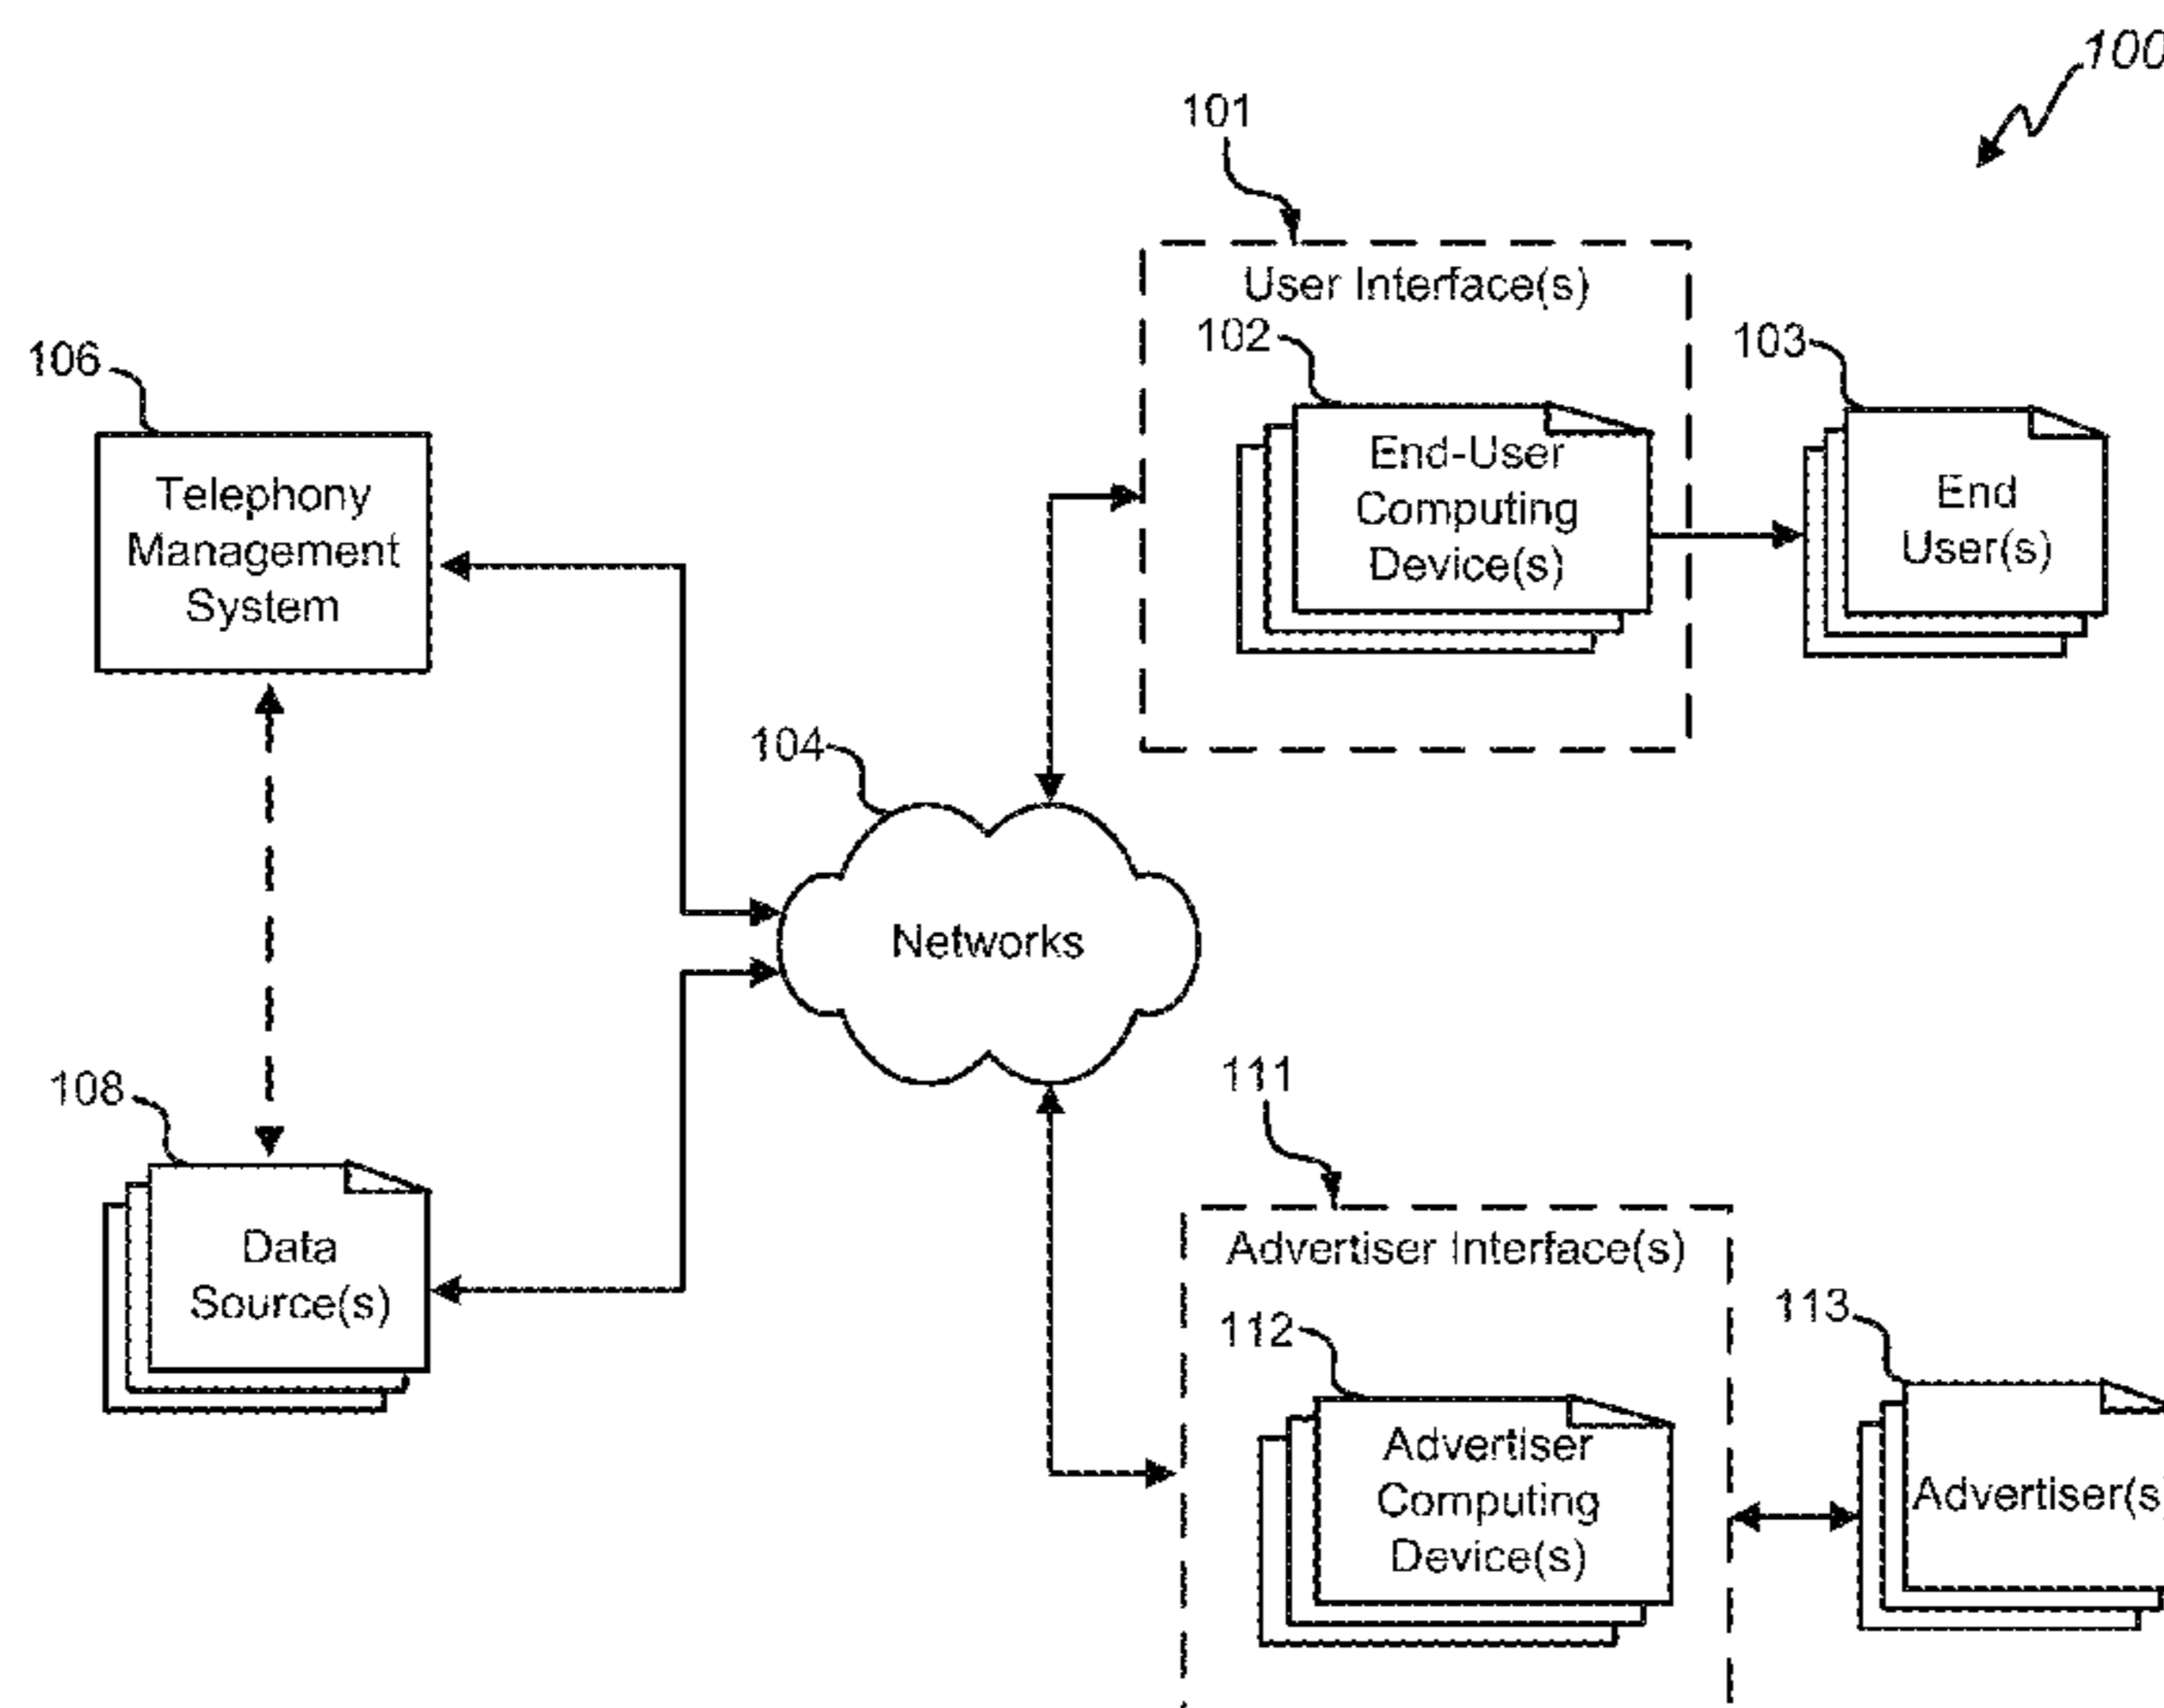 100
101
User Interface(s)
102
103
106
End-User
Computing
Device(s)
End
User(s)
Telephony
Management
System
104
Networks
108
111
Data
Source(s)
Advertiser Interface(s)
112
113
Advertiser
Computing
Device(s)
Advertiser(s